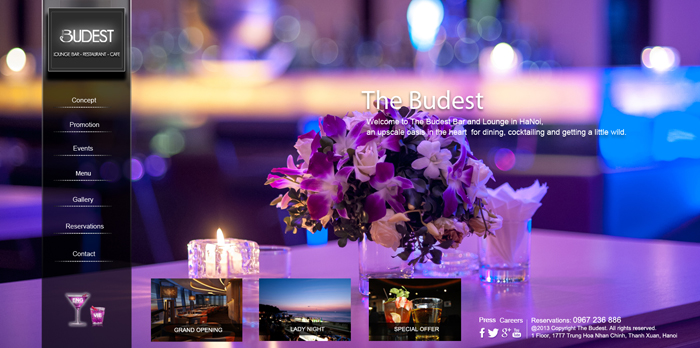 BUDEST
LOUNGE BAR - RESTAURANT - CAFE
Concept
Promotion
Events
Menu
Gallery
Reservations
Contact
The Budest
Welcome to The Budest Bar and Lounge in HaNoi,
an upscale oasis in the heart for dining, cocktailing and getting a little wild.
GRAND OPENING
LADY NIGHT
SPECIAL OFFER
Press Careers
Reservations: 0967 236 886
@2013 Copyright The Budest. All rights reserved.
1 Floor, 17T7 Trung Hoa Nhan Chinh, Thanh Xuan, Hanoi
ENG
VIE